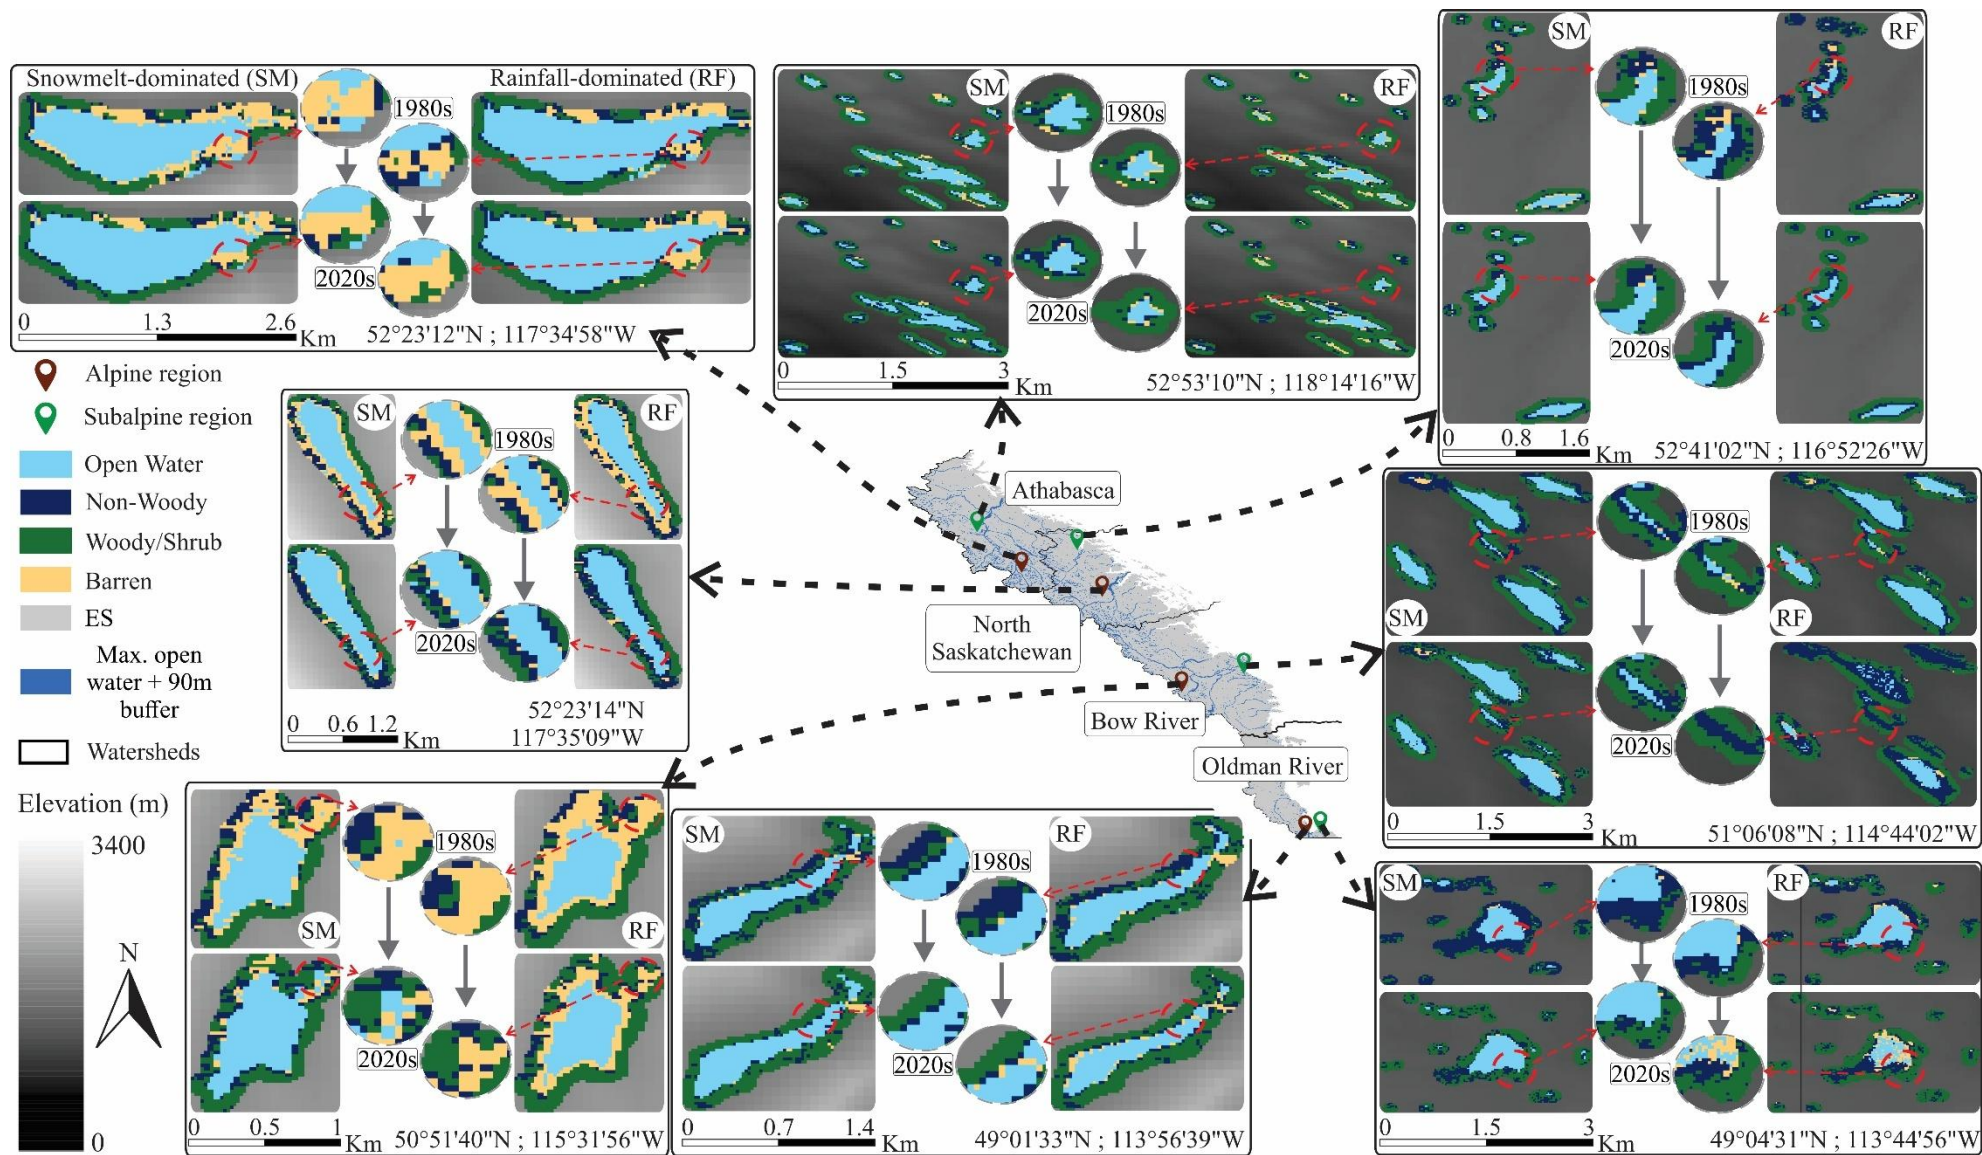 Snowmelt-dominated (SM)
Rainfall-dominated (RF)
1980s
2020s
0 1.3 2.6
Km
52°23'12"N ; 117°34'58"W
SM
RF
1980s
2020s
0 1.5 3
Km
52°53'10"N ; 118°14'16"W
SM
RF
1980s
2020s
0 0.8 1.6
Km
52°41'02"N ; 116°52'26"W
Alpine region
Subalpine region
Open Water
Non-Woody
Woody/Shrub
Barren
ES
Max. open
water + 90m
buffer
Watersheds
Elevation (m)
3400
0
N
SM
RF
1980s
2020s
0 0.6 1.2
Km
52°23'14"N
117°35'09"W
Athabasca
North
Saskatchewan
Bow River
Oldman River
SM
RF
1980s
2020s
0 1.5 3
Km
51°06'08"N ; 114°44'02"W
SM
RF
1980s
2020s
0 0.5 1
Km
50°51'40"N ; 115°31'56"W
SM
RF
1980s
2020s
0 0.7 1.4
Km
49°01'33"N ; 113°56'39"W
SM
RF
1980s
2020s
0 1.5 3
Km
49°04'31"N ; 113°44'56"W